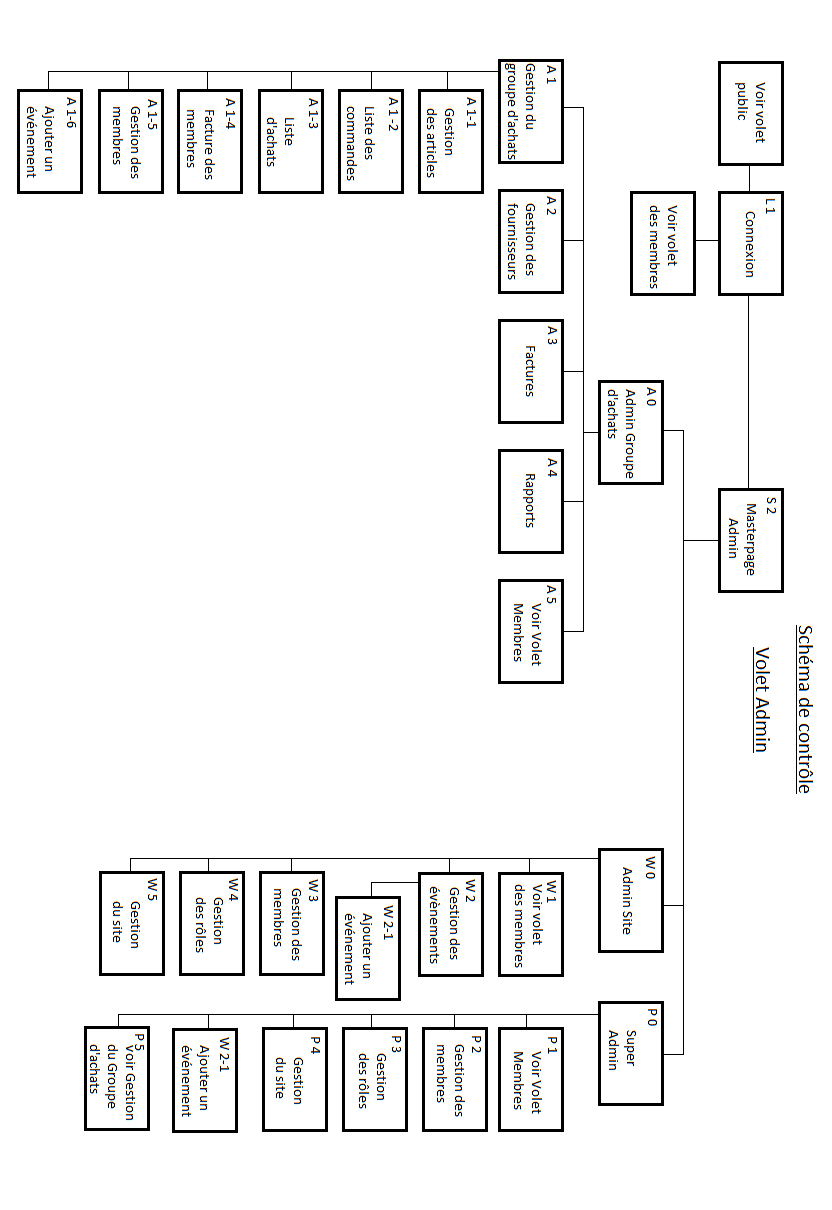 Schéma de contrôle
Volet Admin
Voir volet
public
L 1
Connexion
S 2
Masterpage
Admin
Voir volet
des membres
A 0
Admin Groupe
d'achats
W 0
Admin Site
P 0
Super
Admin
A 1
Gestion du
groupe d'achats
A 2
Gestion des
fournisseurs
A 3
Factures
A 4
Rapports
A 5
Voir Volet
Membres
A 1-1
Gestion
des articles
A 1-2
Liste des
commandes
A 1-3
Liste
d'achats
A 1-4
Facture des
membres
A 1-5
Gestion des
membres
A 1-6
Ajouter un
événement
W 1
Voir volet
des membres
W 2
Gestion des
évènements
W 2-1
Ajouter un
événement
W 3
Gestion des
membres
W 4
Gestion
des rôles
W 5
Gestion
du site
P 1
Voir Volet
Membres
P 2
Gestion des
membres
P 3
Gestion
des rôles
P 4
Gestion
du site
W 2-1
Ajouter un
événement
P 5
Voir Gestion
du Groupe
d'achats